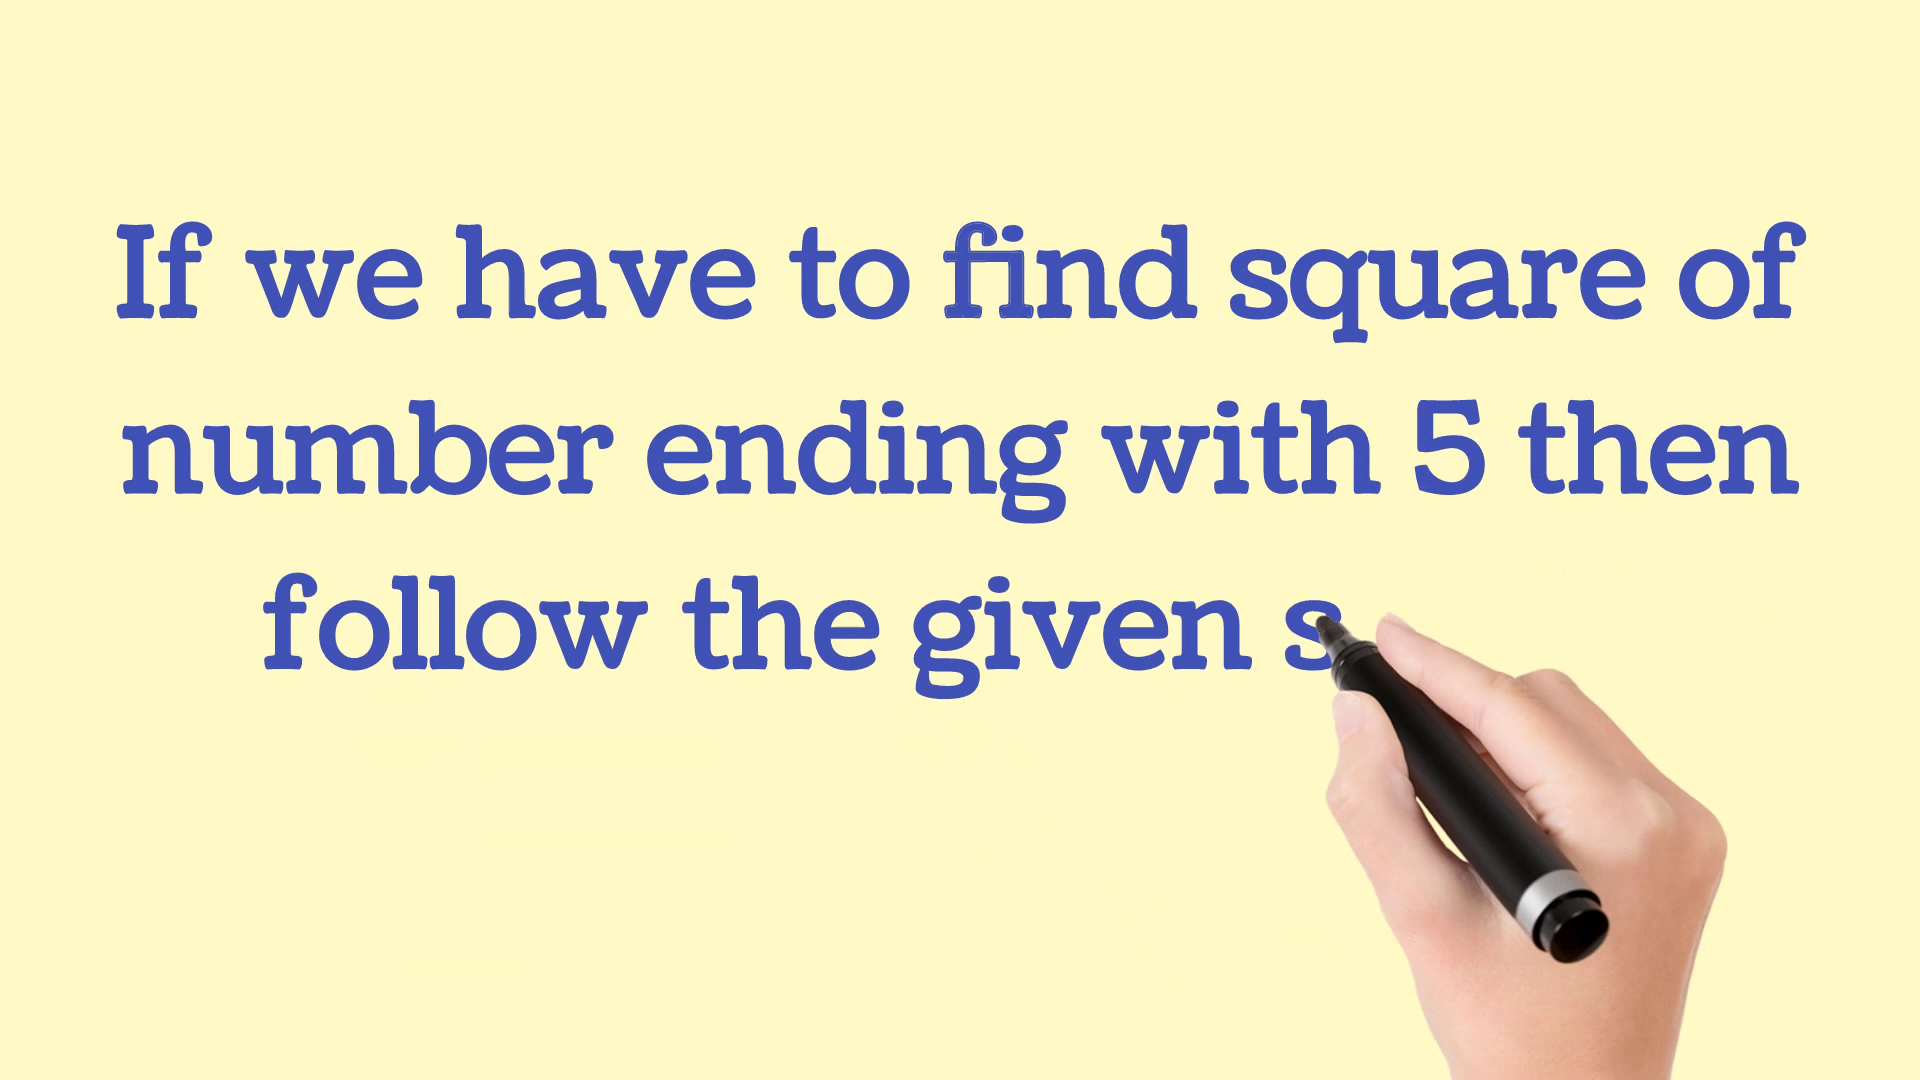 If we have to find square of
number ending with 5 then
follow the given s